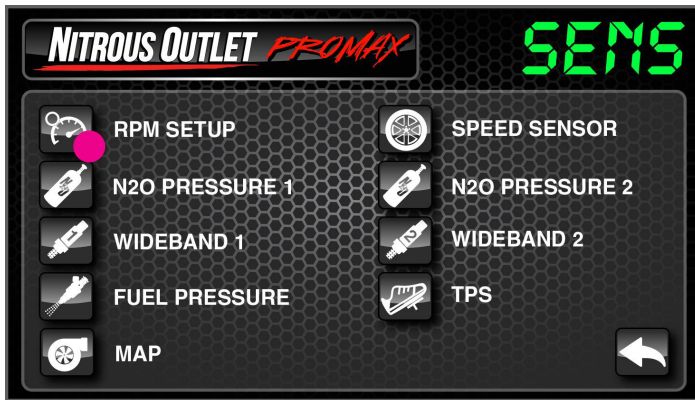 NITROUS OUTLET PROMAX
SENS
RPM SETUP
SPEED SENSOR
N2O PRESSURE 1
N2O PRESSURE 2
WIDEBAND 1
WIDEBAND 2
FUEL PRESSURE
TPS
MAP